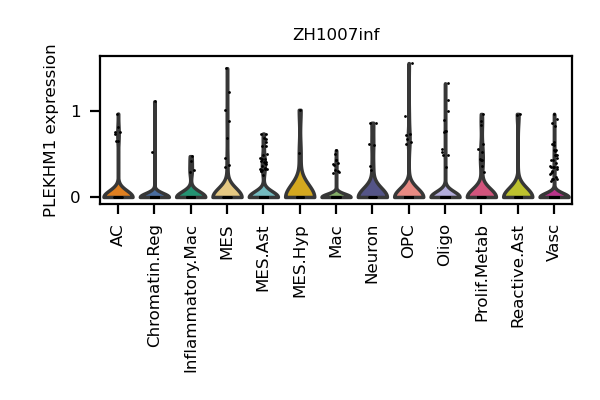 ZH1007inf
PLEKHM1 expression
1
0
AC
Chromatin.Reg
Inflammatory.Mac
MES
MES.Ast
MES.Hyp
Mac
Neuron
OPC
Oligo
Prolif.Metab
Reactive.Ast
Vasc